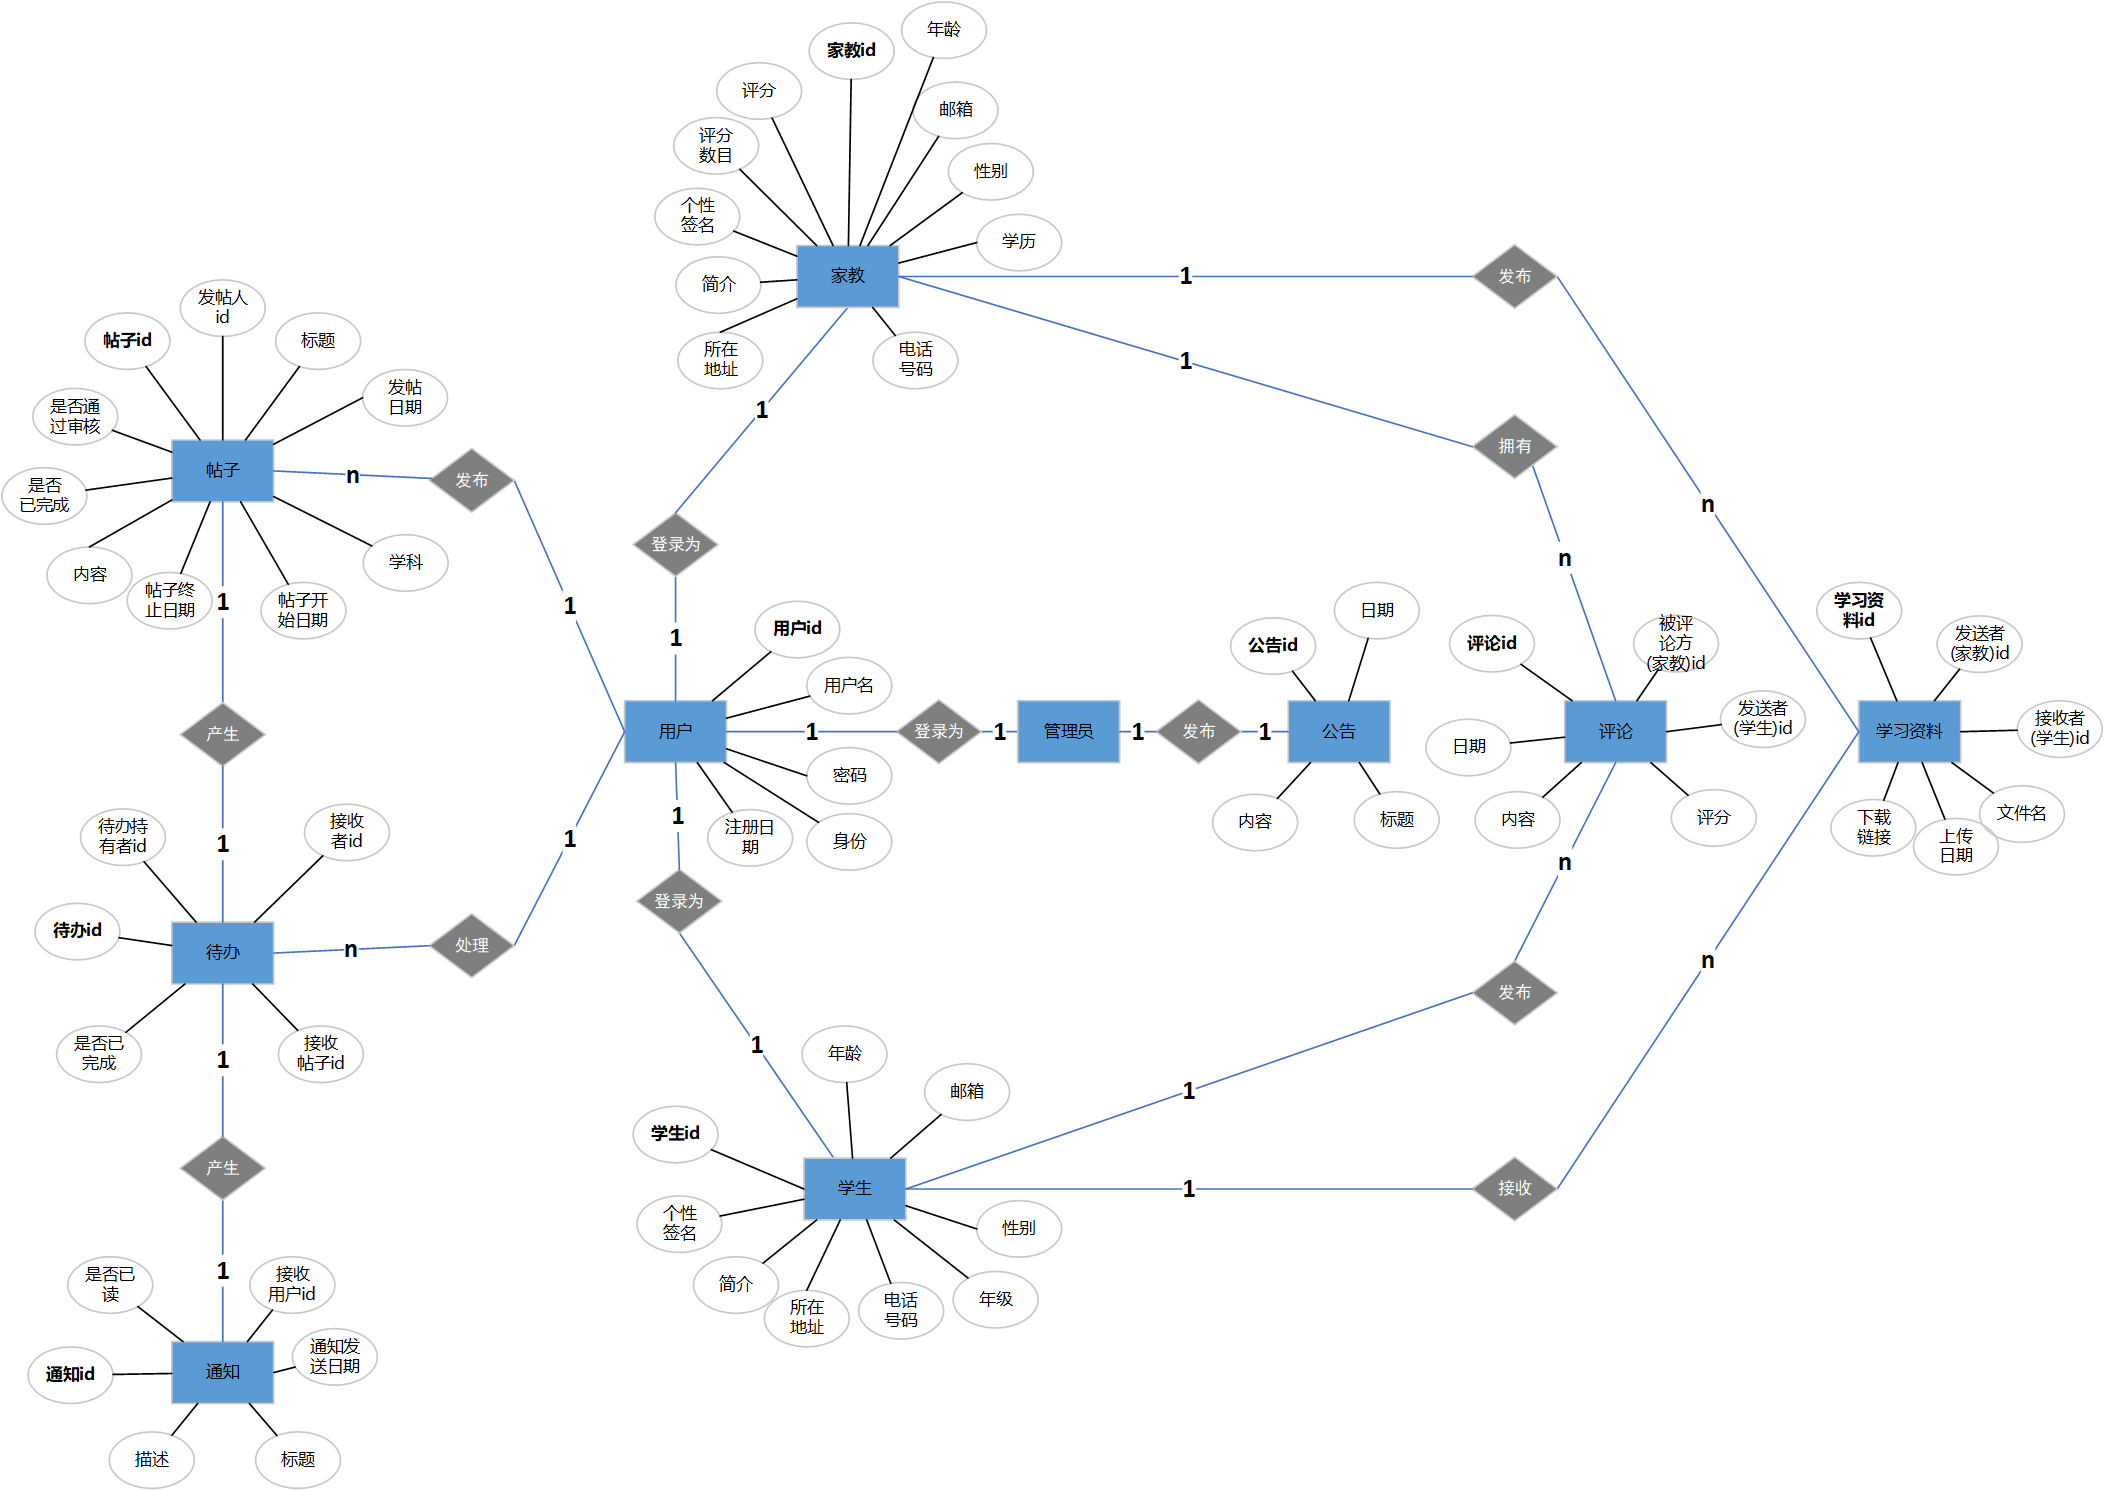 年龄
家教id
评分
邮箱
评分
数目
性别
个性
签名
学历
简介
家教
1
发布
所在
地址
电话
号码
1
拥有
1
n
n
登录为
1
发帖人
id
帖子id
标题
发帖
日期
是否通
过审核
帖子
n
发布
是否
已完成
内容
帖子终
止日期
帖子开
始日期
学科
1
1
产生
1
待办持
有者id
接收
者id
待办id
待办
n
处理
1
是否已
完成
接收
帖子id
1
产生
1
是否已
读
接收
用户id
通知id
通知
通知发
送日期
描述
标题
用户id
用户名
用户
1
登录为
1
管理员
1
发布
1
公告
密码
注册日
期
身份
1
登录为
1
公告id
日期
内容
标题
评论id
被评
论方
(家教)id
发送者
(学生)id
日期
评论
内容
评分
n
发布
1
学习资
料id
发送者
(家教)id
学习资料
接收者
(学生)id
下载
链接
上传
日期
文件名
n
接收
1
年龄
邮箱
学生id
学生
个性
签名
性别
简介
所在
地址
电话
号码
年级